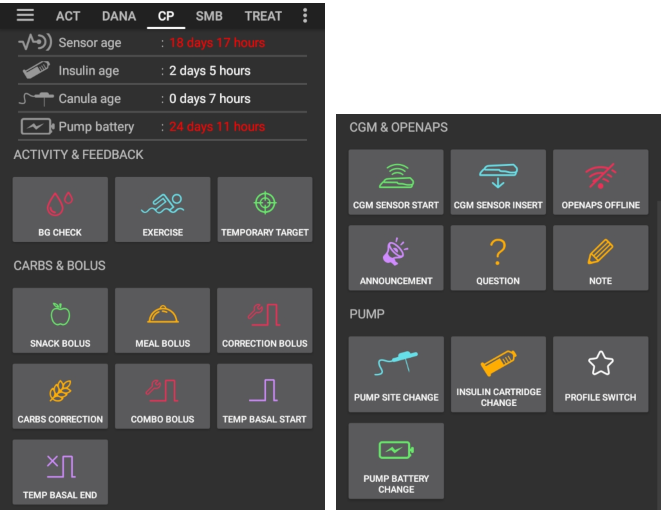 ACT DANA CP SMB TREAT
Sensor age : 18 days 17 hours
Insulin age : 2 days 5 hours
Canula age : 0 days 7 hours
Pump battery : 24 days 11 hours
ACTIVITY & FEEDBACK
BG CHECK EXERCISE TEMPORARY TARGET
CARBS & BOLUS
SNACK BOLUS MEAL BOLUS CORRECTION BOLUS
CARBS CORRECTION COMBO BOLUS TEMP BASAL START
TEMP BASAL END
CGM & OPENAPS
CGM SENSOR START CGM SENSOR INSERT OPENAPS OFFLINE
ANNOUNCEMENT QUESTION NOTE
PUMP
PUMP SITE CHANGE INSULIN CARTRIDGE CHANGE PROFILE SWITCH
PUMP BATTERY
CHANGE